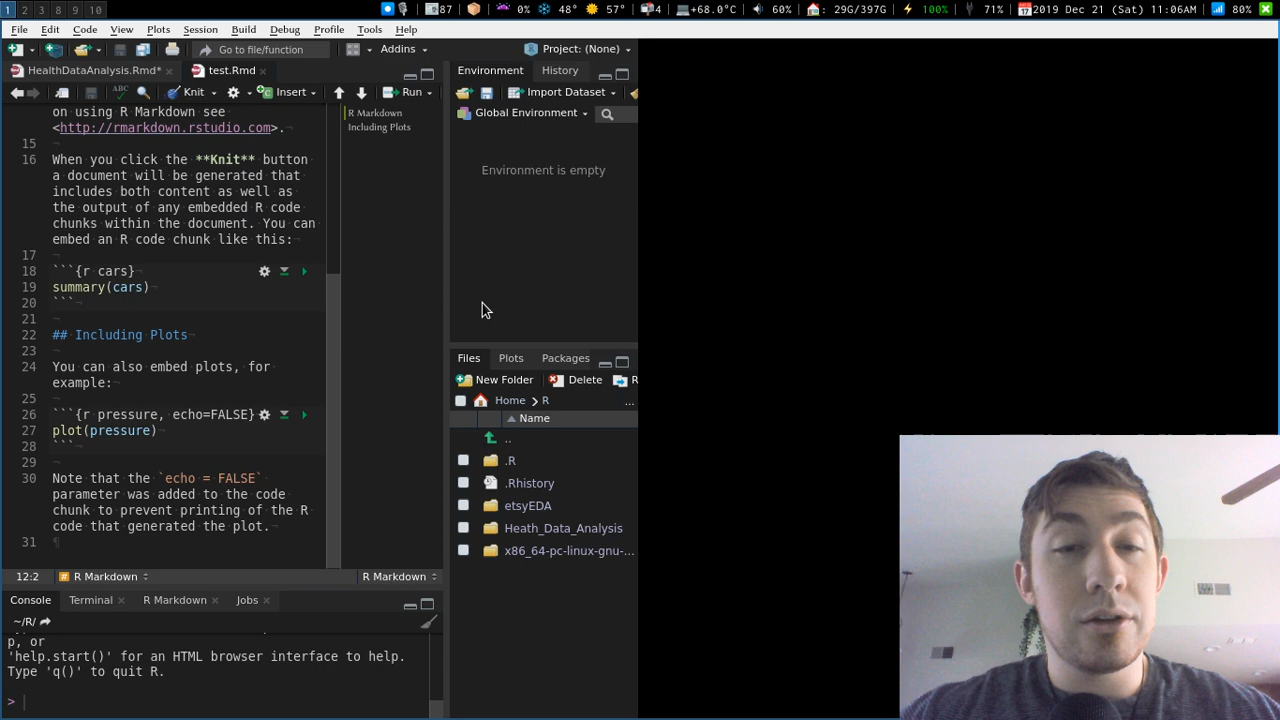 1 2 3 8 9 10 87 0% 48° 57° 4 +68.0°C 60% 29G/397G 100% 71% 2019 Dec 21 (Sat) 11:06AM 80%
File Edit Code View Plots Session Build Debug Profile Tools Help
Go to file/function Addins Project: (None)
HealthDataAnalysis.Rmd* test.Rmd
Knit Insert Run
on using R Markdown see
<http://rmarkdown.rstudio.com>.
15
16 When you click the **Knit** button
a document will be generated that
includes both content as well as
the output of any embedded R code
chunks within the document. You can
embed an R code chunk like this:
17
18 ```{r cars}
19 summary(cars)
20 ```
21
22 ## Including Plots
23
24 You can also embed plots, for
example:
25
26 ```{r pressure, echo=FALSE}
27 plot(pressure)
28 ```
29
30 Note that the `echo = FALSE`
parameter was added to the code
chunk to prevent printing of the R
code that generated the plot.
31
12:2 R Markdown R Markdown
R Markdown
Including Plots
Console Terminal R Markdown Jobs
~/R/
p, or
'help.start()' for an HTML browser interface to help.
Type 'q()' to quit R.
>
Environment History
Import Dataset
Global Environment
Environment is empty
Files Plots Packages
New Folder Delete R
Home R ...
Name
..
.R
.Rhistory
etsyEDA
Heath_Data_Analysis
x86_64-pc-linux-gnu-...